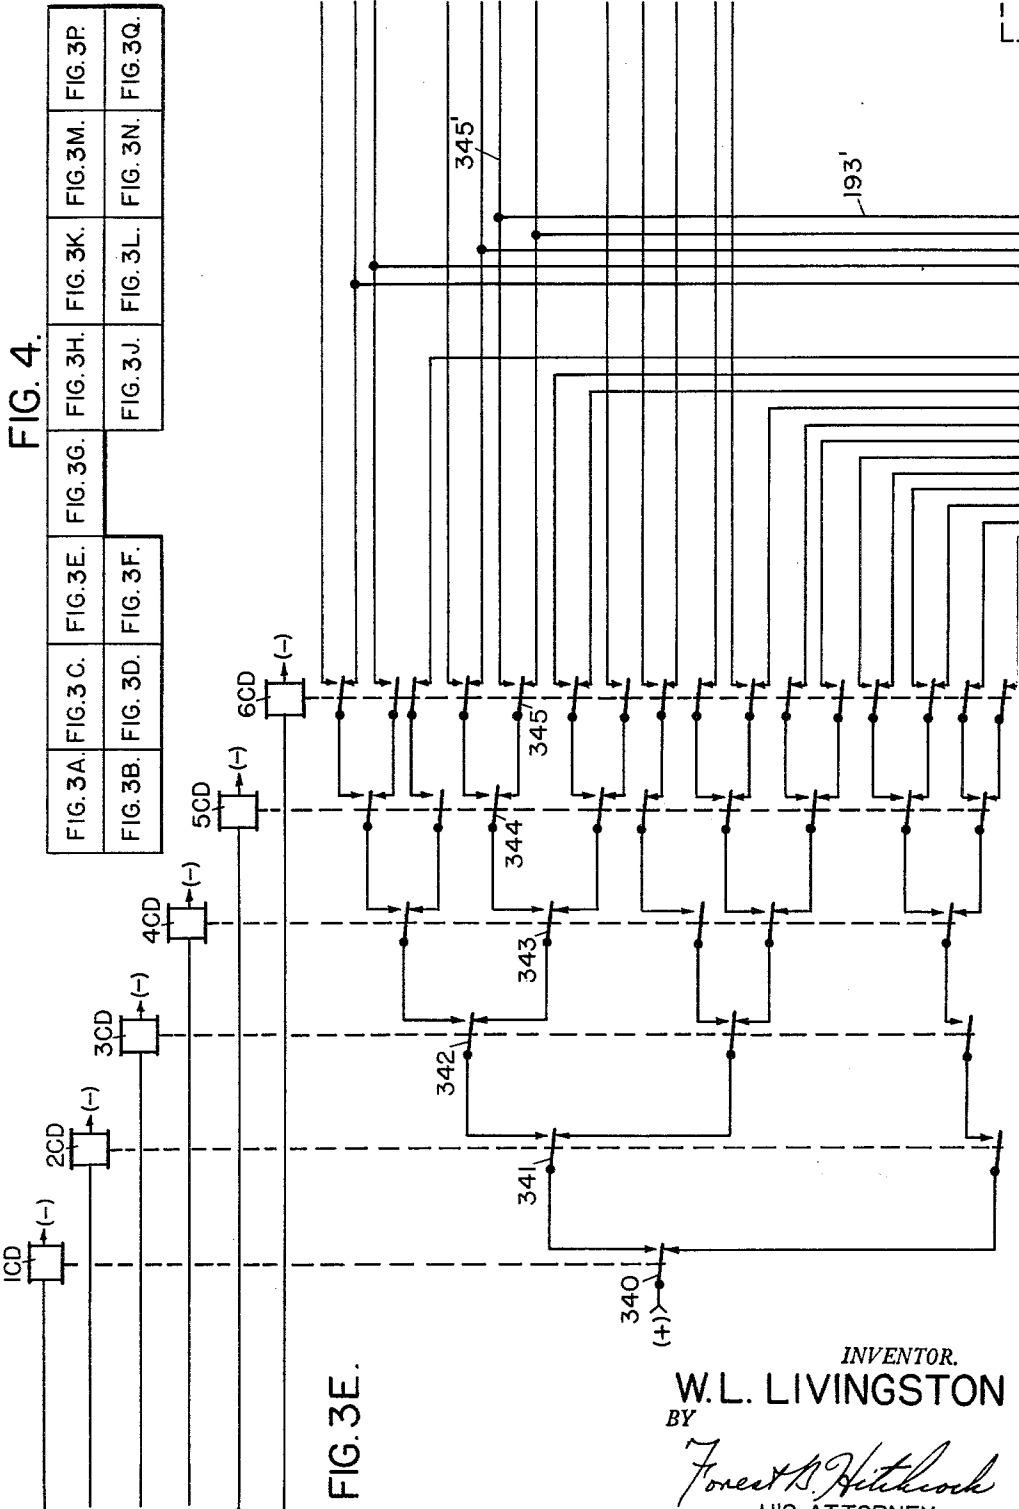 FIG. 4.
FIG. 3A. FIG. 3C. FIG. 3E. FIG. 3G. FIG. 3H. FIG. 3K. FIG. 3M. FIG. 3P.
FIG. 3B. FIG. 3D. FIG. 3F. FIG. 3J. FIG. 3L. FIG. 3N. FIG. 3Q.
1CD (-)
2CD (-)
3CD (-)
4CD (-)
5CD (-)
6CD (-)
345'
193'
345
344
343
342
341
340
(+)
FIG. 3E.
INVENTOR.
W.L. LIVINGSTON
BY
Forest B. Hitchcock
HIS ATTORNEY